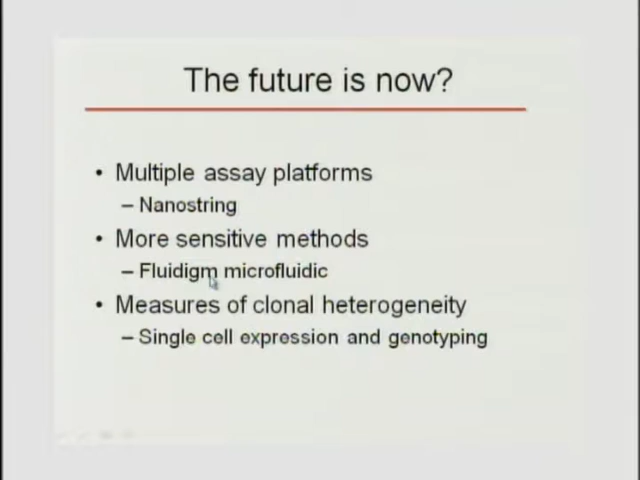 The future is now?
• Multiple assay platforms
– Nanostring
• More sensitive methods
– Fluidigm microfluidic
• Measures of clonal heterogeneity
– Single cell expression and genotyping